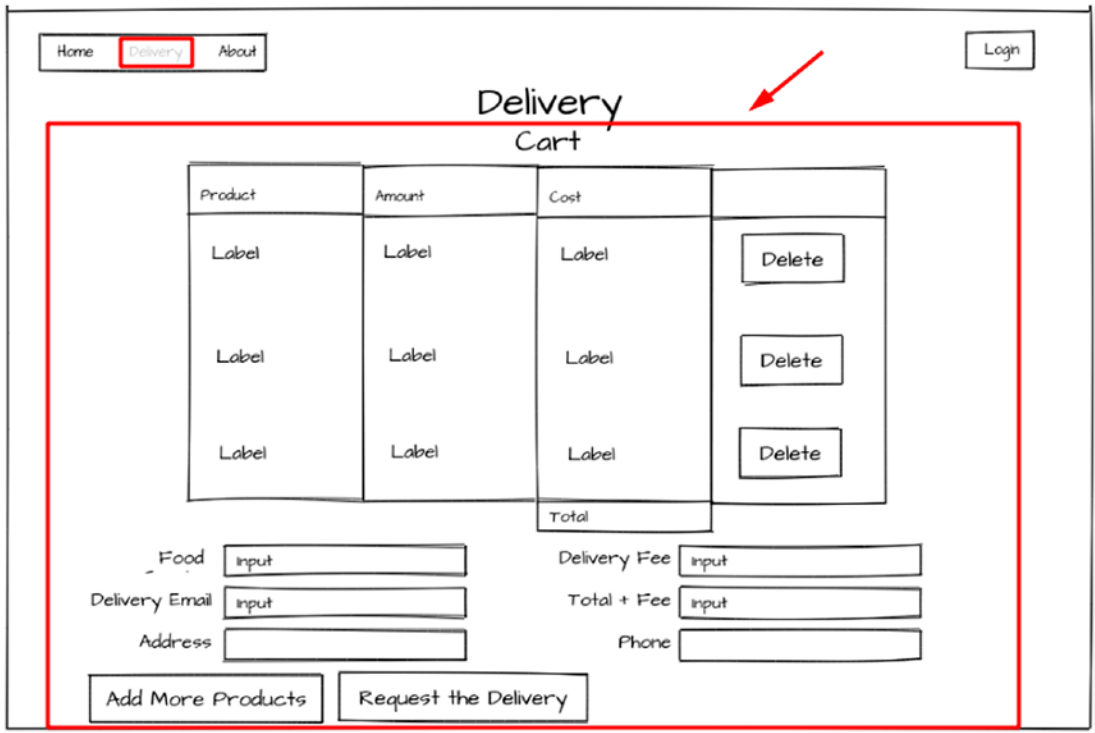 Home Delivery About Login
Delivery
Cart
Product Amount Cost
Label Label Label Delete
Label Label Label Delete
Label Label Label Delete
Total
Food Input Delivery Fee Input
Delivery Email Input Total + Fee Input
Address Phone
Add More Products Request the Delivery